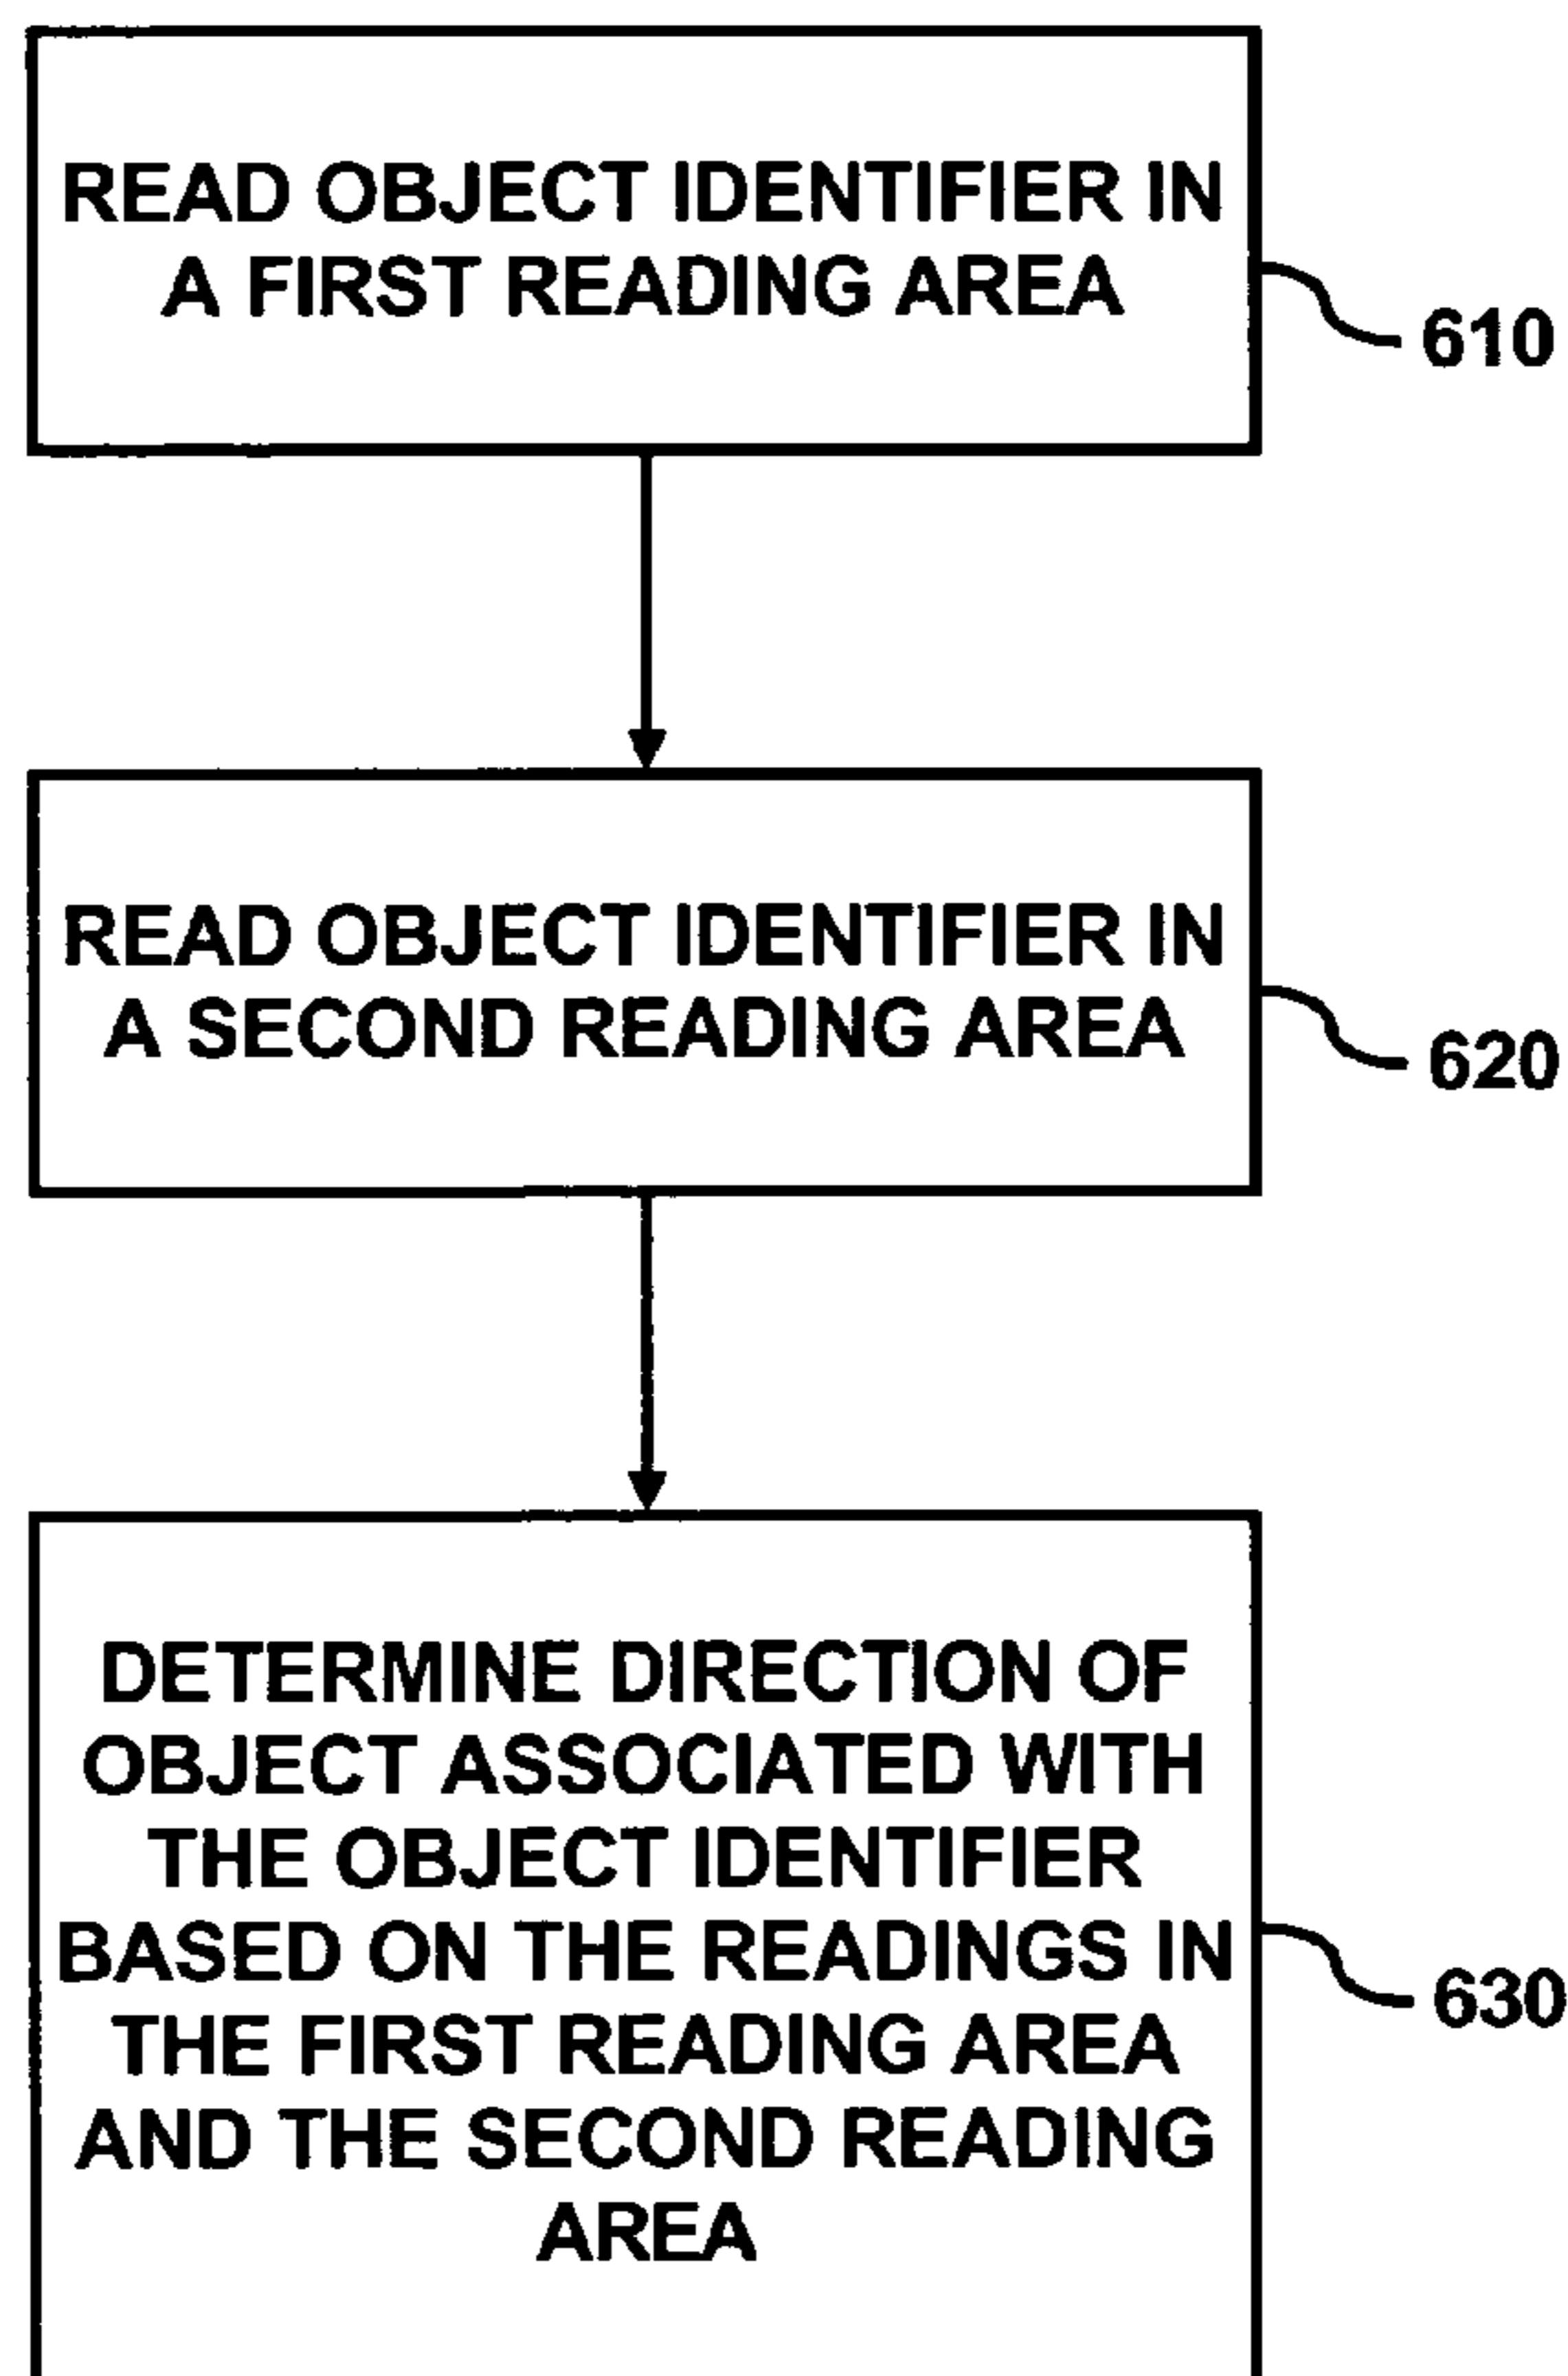 READ OBJECT IDENTIFIER IN
A FIRST READING AREA
610
READ OBJECT IDENTIFIER IN
A SECOND READING AREA
620
DETERMINE DIRECTION OF
OBJECT ASSOCIATED WITH
THE OBJECT IDENTIFIER
BASED ON THE READINGS IN
THE FIRST READING AREA
AND THE SECOND READING
AREA
630